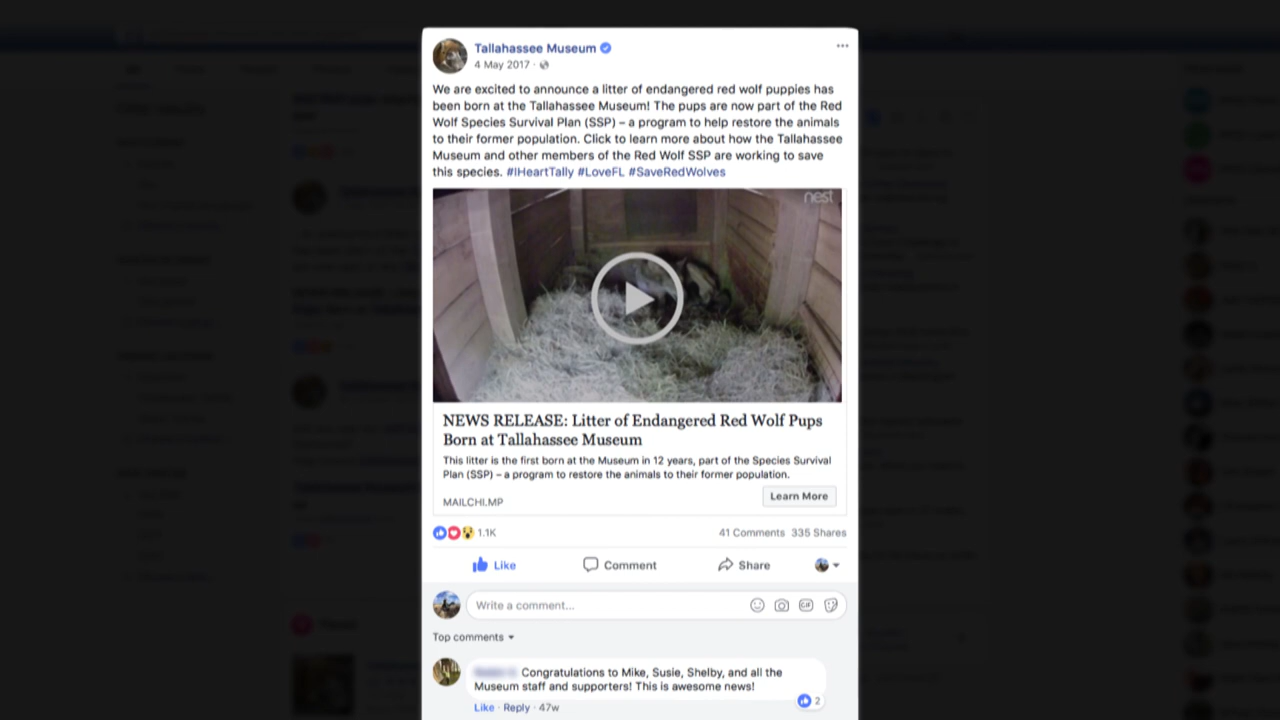 Tallahassee Museum
4 May 2017 ·
We are excited to announce a litter of endangered red wolf puppies has
been born at the Tallahassee Museum! The pups are now part of the Red
Wolf Species Survival Plan (SSP) – a program to help restore the animals
to their former population. Click to learn more about how the Tallahassee
Museum and other members of the Red Wolf SSP are working to save
this species. #IHeartTally #LoveFL #SaveRedWolves
nest
NEWS RELEASE: Litter of Endangered Red Wolf Pups
Born at Tallahassee Museum
This litter is the first born at the Museum in 12 years, part of the Species Survival
Plan (SSP) – a program to restore the animals to their former population.
MAILCHI.MP
Learn More
1.1K
41 Comments 335 Shares
Like
Comment
Share
Write a comment...
GIF
Top comments
Congratulations to Mike, Susie, Shelby, and all the
Museum staff and supporters! This is awesome news!
2
Like · Reply · 47w